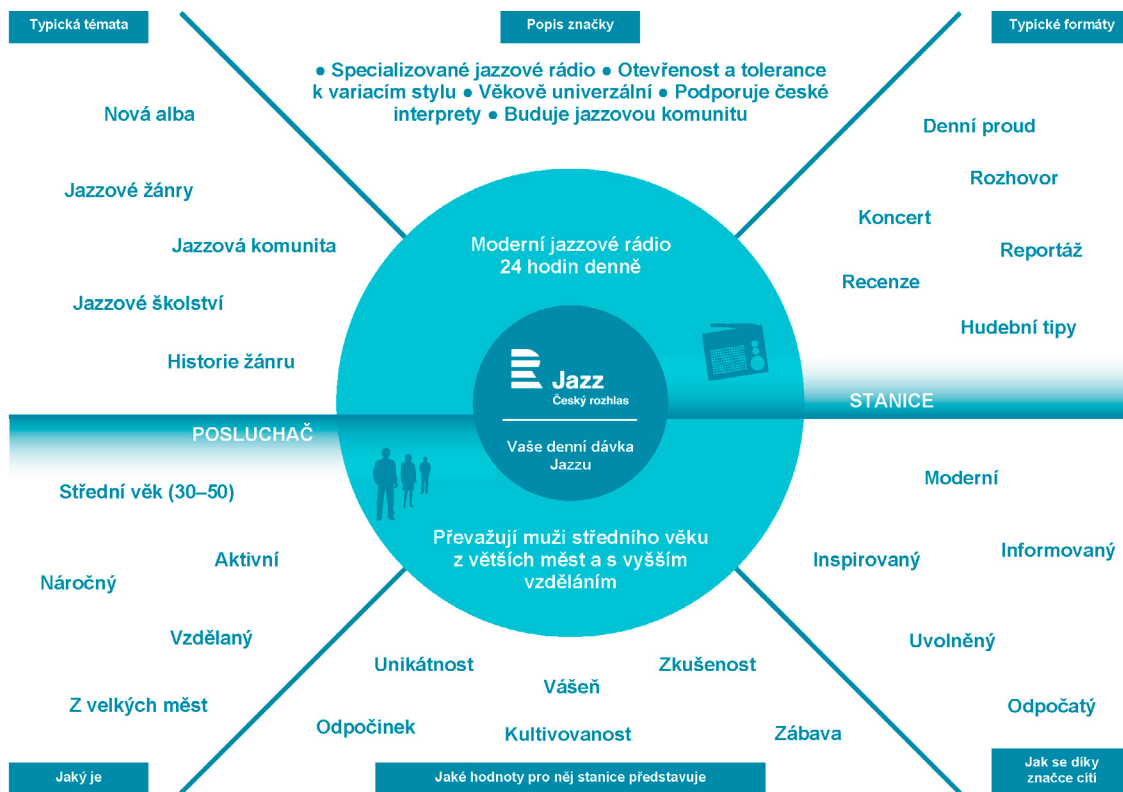 Typická témata
Popis značky
Typické formáty
● Specializované jazzové rádio ● Otevřenost a tolerance
k variacím stylu ● Věkově univerzální ● Podporuje české
interprety ● Buduje jazzovou komunitu
Nová alba
Jazzové žánry
Jazzová komunita
Jazzové školství
Historie žánru
Denní proud
Rozhovor
Koncert
Reportáž
Recenze
Hudební tipy
Moderní jazzové rádio
24 hodin denně
Jazz
Český rozhlas
Vaše denní dávka
Jazzu
STANICE
POSLUCHAČ
Převažují muži středního věku
z větších měst a s vyšším
vzděláním
Střední věk (30–50)
Aktivní
Náročný
Vzdělaný
Z velkých měst
Unikátnost
Zkušenost
Vášeň
Odpočinek
Kultivovanost
Zábava
Moderní
Informovaný
Inspirovaný
Uvolněný
Odpočatý
Jaký je
Jaké hodnoty pro něj stanice představuje
Jak se díky
značce cítí